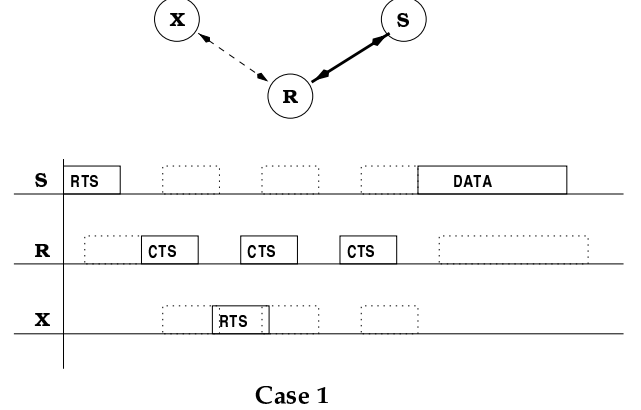 X S
R
S RTS DATA
R CTS CTS CTS
X RTS
Case 1